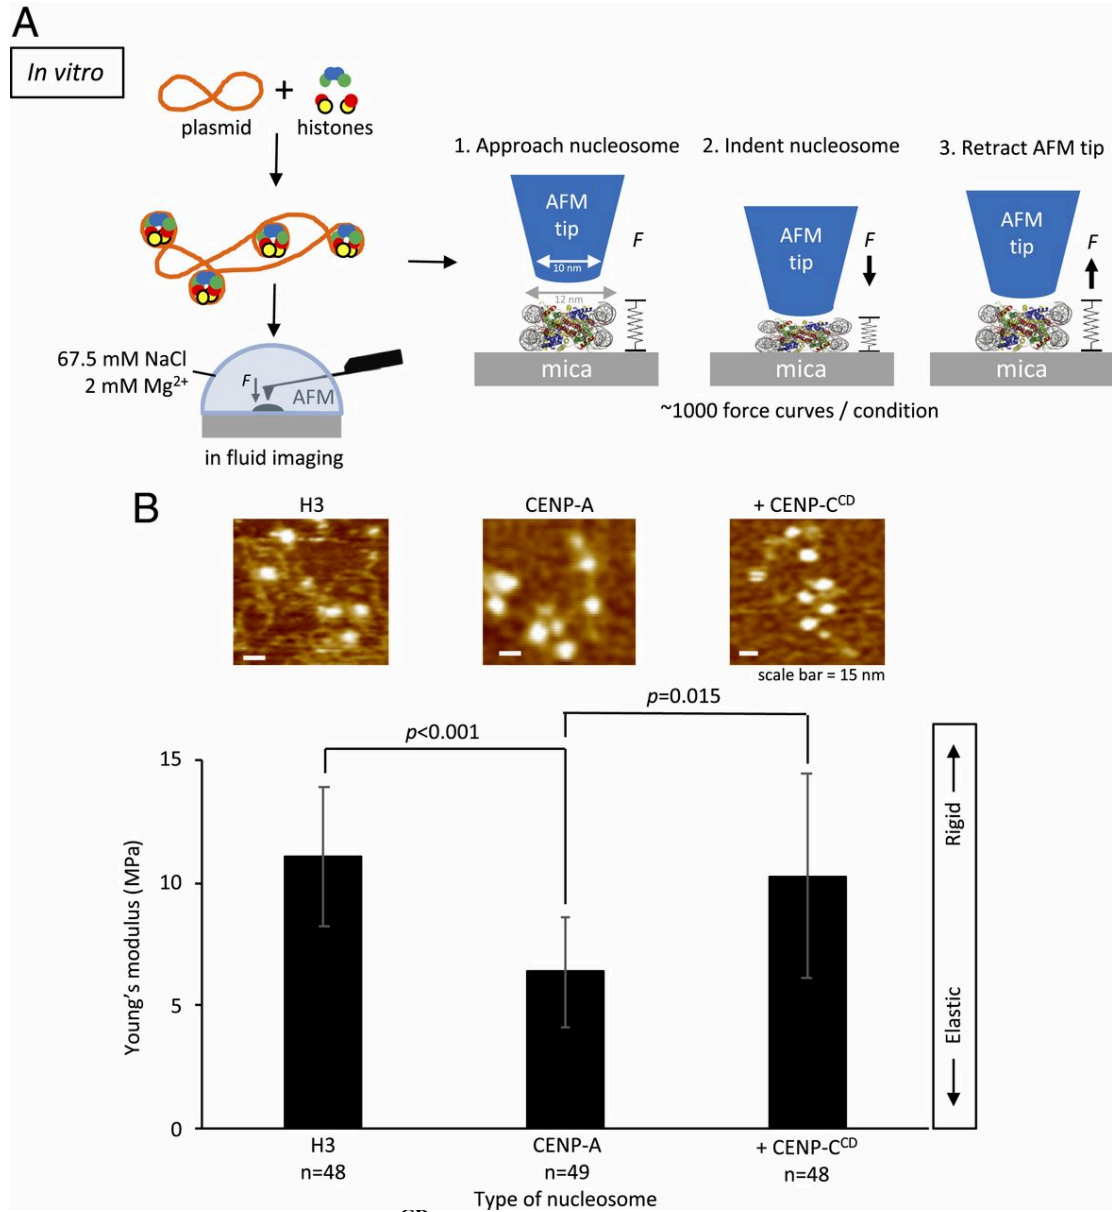 A
In vitro
plasmid + histones
67.5 mM NaCl
2 mM Mg²⁺
F
AFM
in fluid imaging
1. Approach nucleosome
AFM
tip
10 nm
12 nm
F
mica
2. Indent nucleosome
AFM
tip
F
mica
3. Retract AFM tip
AFM
tip
F
mica
~1000 force curves / condition
B
H3
CENP-A
+ CENP-Cᶜᴰ
scale bar = 15 nm
p<0.001
p=0.015
Young's modulus (MPa)
15
10
5
0
Rigid
Elastic
H3
n=48
CENP-A
n=49
+ CENP-Cᶜᴰ
n=48
Type of nucleosome
CD